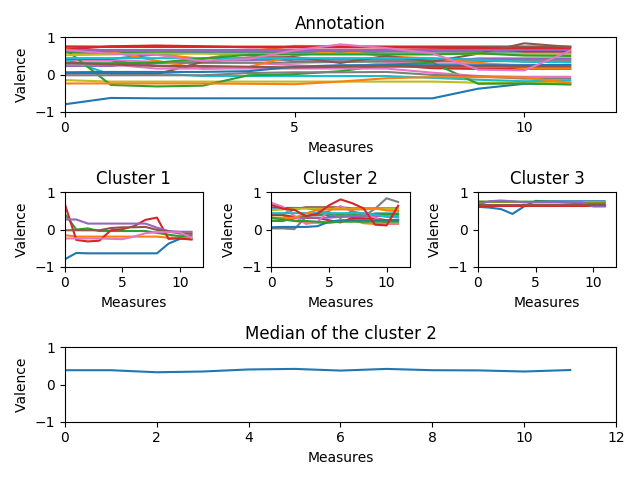 Annotation
Valence
1
0
-1
0 5 10
Measures
Cluster 1
Cluster 2
Cluster 3
Valence
1
0
-1
0 5 10
Measures
Valence
1
0
-1
0 5 10
Measures
Valence
1
0
-1
0 5 10
Measures
Median of the cluster 2
Valence
1
0
-1
0 2 4 6 8 10 12
Measures